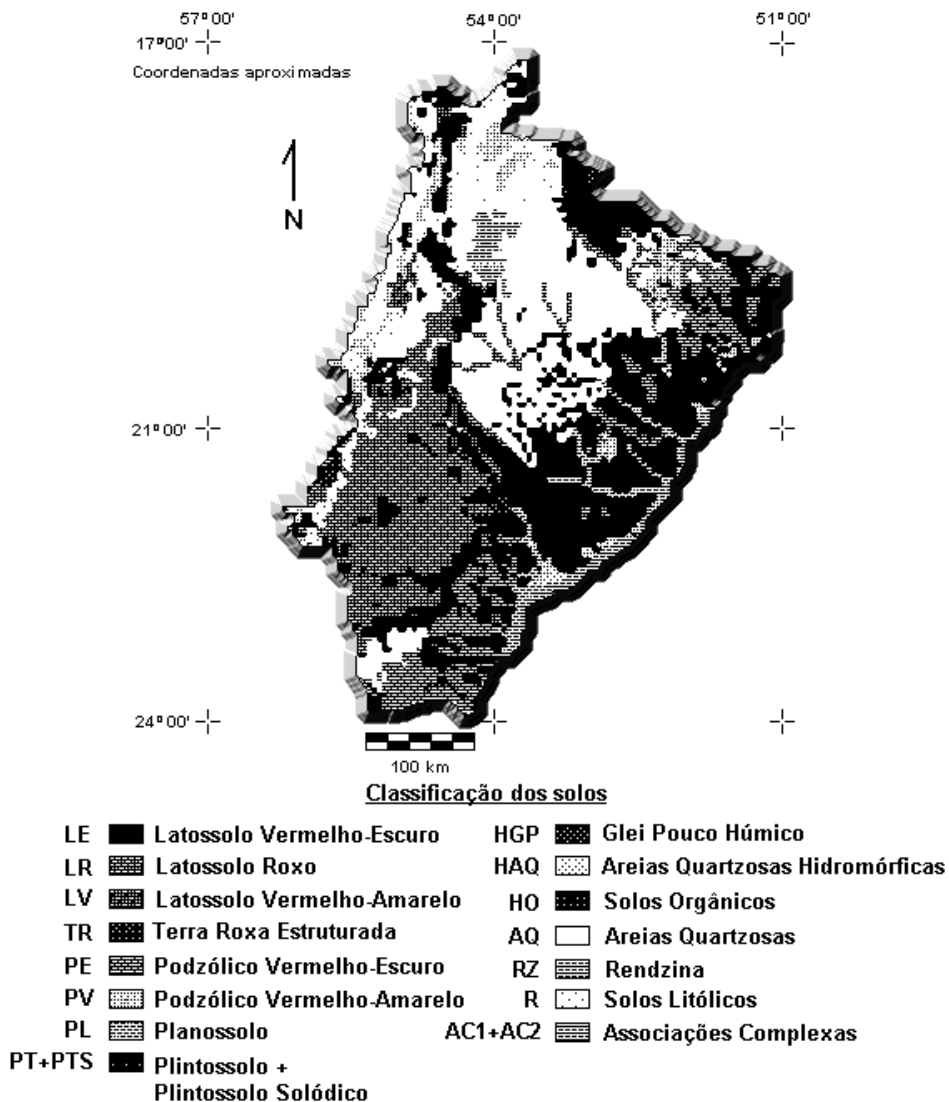 57º00' 54º00' 51º00'
17º00'
Coordenadas aproximadas
N
21º00'
24º00'
100 km
Classificação dos solos
LE Latossolo Vermelho-Escuro
LR Latossolo Roxo
LV Latossolo Vermelho-Amarelo
TR Terra Roxa Estruturada
PE Podzólico Vermelho-Escuro
PV Podzólico Vermelho-Amarelo
PL Planossolo
PT+PTS Plintossolo +
Plintossolo Solódico
HGP Glei Pouco Húmico
HAQ Areias Quartzosas Hidromórficas
HO Solos Orgânicos
AQ Areias Quartzosas
RZ Rendzina
R Solos Litólicos
AC1+AC2 Associações Complexas